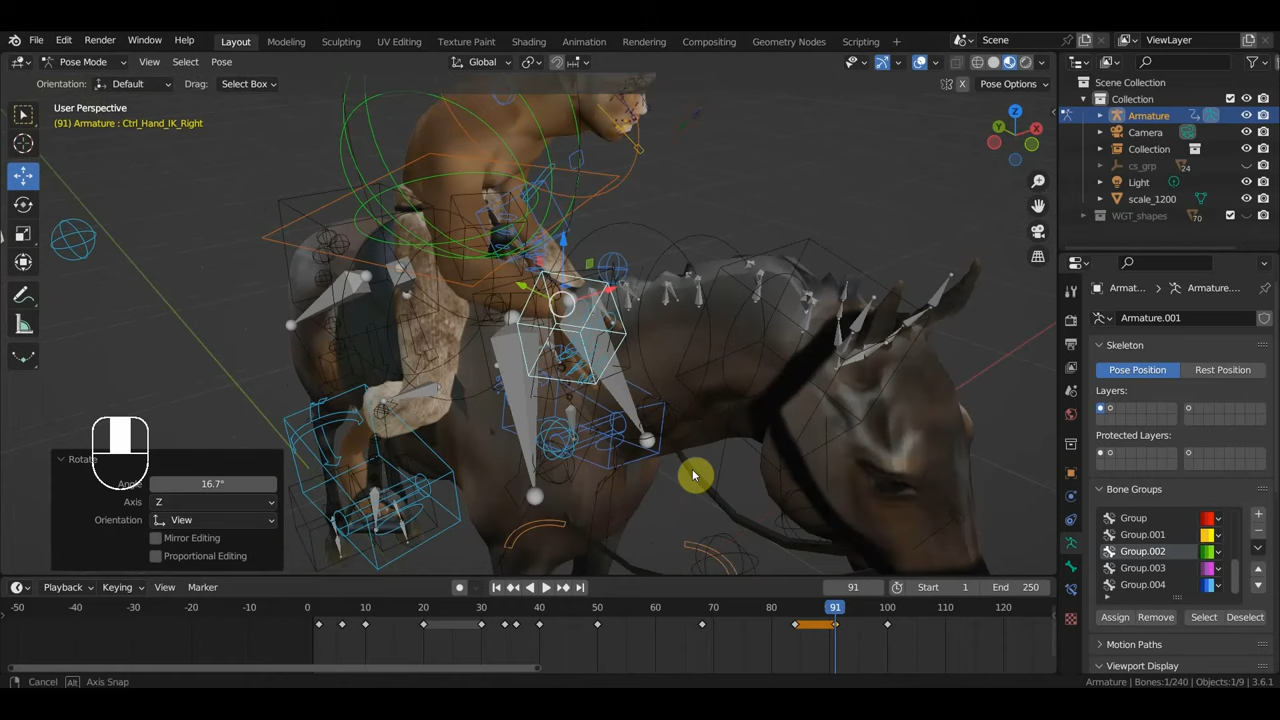 File Edit Render Window Help Layout Modeling Sculpting UV Editing Texture Paint Shading Animation Rendering Compositing Geometry Nodes Scripting + Scene ViewLayer
Pose Mode View Select Pose Global
Orientation: Default Drag: Select Box X Pose Options
User Perspective
(91) Armature : Ctrl_Hand_IK_Right
Z
Y
X
Scene Collection
Collection
Armature
Camera
Collection
cs_grp 24
Light
scale_1200
WGT_shapes 70
Armat... Armature....
Armature.001
Skeleton
Pose Position Rest Position
Layers:
Protected Layers:
Bone Groups
Group
Group.001
Group.002
Group.003
Group.004
Assign Remove Select Deselect
Motion Paths
Viewport Display
Rotate
16.7°
Axis Z
Orientation View
Mirror Editing
Proportional Editing
Playback Keying View Marker 91 Start 1 End 250
-50 -40 -30 -20 -10 0 10 20 30 40 50 60 70 80 91 100 120
Cancel Alt Axis Snap Armature | Bones:1/240 | Objects:1/9 | 3.6.1